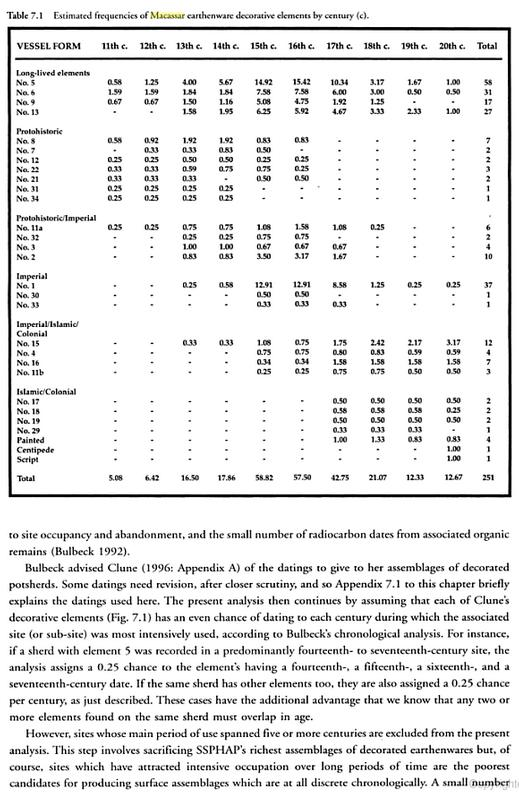 Table 7.1 Estimated frequencies of Macassar earthenware decorative elements by century (c).
VESSEL FORM 11th c. 12th c. 13th c. 14th c. 15th c. 16th c. 17th c. 18th c. 19th c. 20th c. Total
Long-lived elements
No. 5 0.58 1.25 4.00 5.67 14.92 15.42 10.34 3.17 1.67 1.00 58
No. 6 1.59 1.59 1.84 1.84 7.58 7.58 6.00 3.00 0.50 0.50 31
No. 9 0.67 0.67 1.50 1.16 5.08 4.75 1.92 1.25 - - 17
No. 13 - - 1.58 1.95 6.25 5.92 4.67 3.33 2.33 1.00 27
Protohistoric
No. 8 0.58 0.92 1.92 1.92 0.83 0.83 - - - - 7
No. 7 - 0.33 0.33 0.83 0.50 - - - - - 2
No. 12 0.25 0.25 0.50 0.50 0.25 0.25 - - - - 2
No. 22 0.33 0.33 0.59 0.75 0.75 0.25 - - - - 3
No. 21 0.33 0.33 0.33 - 0.50 0.50 - - - - 2
No. 31 0.25 0.25 0.25 0.25 - - - - - - 1
No. 34 0.25 0.25 0.25 0.25 - - - - - - 1
Protohistoric/Imperial
No. 11a 0.25 0.25 0.75 0.75 1.08 1.58 1.08 0.25 - - 6
No. 32 - - 0.25 0.25 0.75 0.75 - - - - 2
No. 3 - - 1.00 1.00 0.67 0.67 0.67 - - - 4
No. 2 - - 0.83 0.83 3.50 3.17 1.67 - - - 10
Imperial
No. 1 - - 0.25 0.58 12.91 12.91 8.58 1.25 0.25 0.25 37
No. 30 - - - - 0.50 0.50 - - - - 1
No. 33 - - - - 0.33 0.33 0.33 - - - 1
Imperial/Islamic/
Colonial
No. 15 - - 0.33 0.33 1.08 0.75 1.75 2.42 2.17 3.17 12
No. 4 - - - - 0.75 0.75 0.80 0.83 0.59 0.59 4
No. 16 - - - - 0.34 0.34 1.58 1.58 1.58 1.58 7
No. 11b - - - - 0.25 0.25 0.75 0.75 0.50 0.50 3
Islamic/Colonial
No. 17 - - - - - - 0.50 0.50 0.50 0.50 2
No. 18 - - - - - - 0.58 0.58 0.58 0.25 2
No. 19 - - - - - - 0.50 0.50 0.50 0.50 2
No. 29 - - - - - - 0.33 0.33 0.33 - 1
Painted - - - - - - 1.00 1.33 0.83 0.83 4
Centipede - - - - - - - - - 1.00 1
Script - - - - - - - - - 1.00 1
Total 5.08 6.42 16.50 17.86 58.82 57.50 42.75 21.07 12.33 12.67 251
to site occupancy and abandonment, and the small number of radiocarbon dates from associated organic
remains (Bulbeck 1992).
Bulbeck advised Clune (1996: Appendix A) of the datings to give to her assemblages of decorated
potsherds. Some datings need revision, after closer scrutiny, and so Appendix 7.1 to this chapter briefly
explains the datings used here. The present analysis then continues by assuming that each of Clune's
decorative elements (Fig. 7.1) has an even chance of dating to each century during which the associated
site (or sub-site) was most intensively used, according to Bulbeck's chronological analysis. For instance,
if a sherd with element 5 was recorded in a predominantly fourteenth- to seventeenth-century site, the
analysis assigns a 0.25 chance to the element's having a fourteenth-, a fifteenth-, a sixteenth-, and a
seventeenth-century date. If the same sherd has other elements too, they are also assigned a 0.25 chance
per century, as just described. These cases have the additional advantage that we know that any two or
more elements found on the same sherd must overlap in age.
However, sites whose main period of use spanned five or more centuries are excluded from the present
analysis. This step involves sacrificing SSPHAP's richest assemblages of decorated earthenwares but, of
course, sites which have attracted intensive occupation over long periods of time are the poorest
candidates for producing surface assemblages which are at all discrete chronologically. A small number